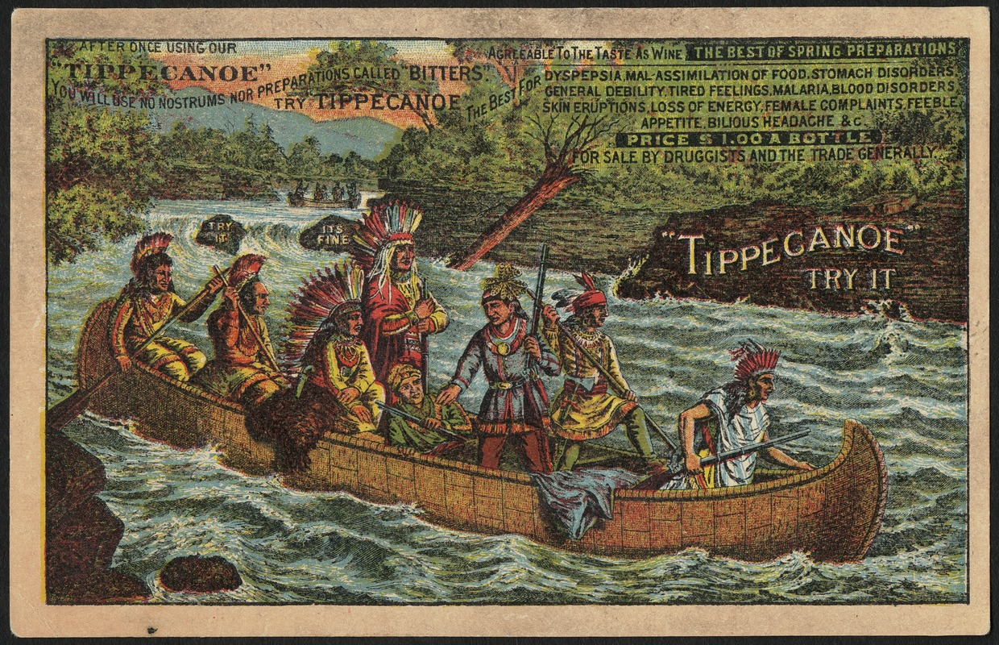 AFTER ONCE USING OUR
"TIPPECANOE"
YOU WILL USE NO NOSTRUMS NOR PREPARATIONS CALLED "BITTERS".
TRY TIPPECANOE
AGREEABLE TO THE TASTE AS WINE THE BEST OF SPRING PREPARATIONS
THE BEST FOR
DYSPEPSIA, MAL-ASSIMILATION OF FOOD, STOMACH DISORDERS,
GENERAL DEBILITY, TIRED FEELINGS, MALARIA, BLOOD DISORDERS,
SKIN ERUPTIONS, LOSS OF ENERGY, FEMALE COMPLAINTS, FEEBLE
APPETITE, BILIOUS HEADACHE &c.
PRICE $1.00 A BOTTLE
FOR SALE BY DRUGGISTS AND THE TRADE GENERALLY.
TRY
IT
ITS
FINE
"TIPPECANOE"
TRY IT